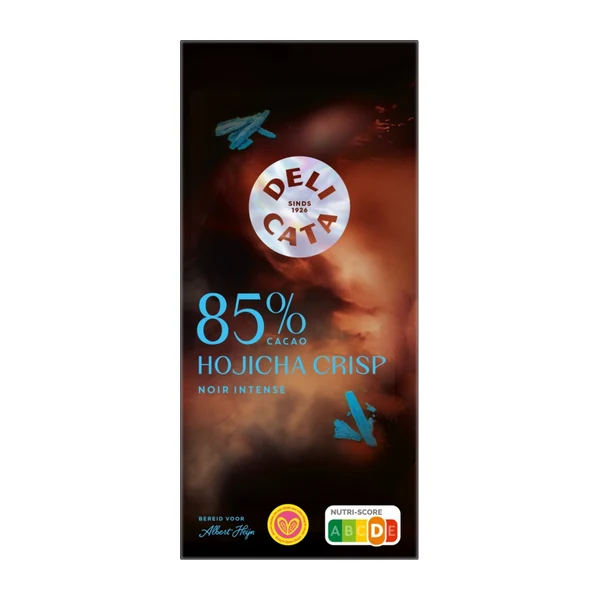 DELI
SINDS
1926
CATA
85%
CACAO
HOJICHA CRISP
NOIR INTENSE
BEREID VOOR
Albert Heijn
NUTRI-SCORE
A B C D E